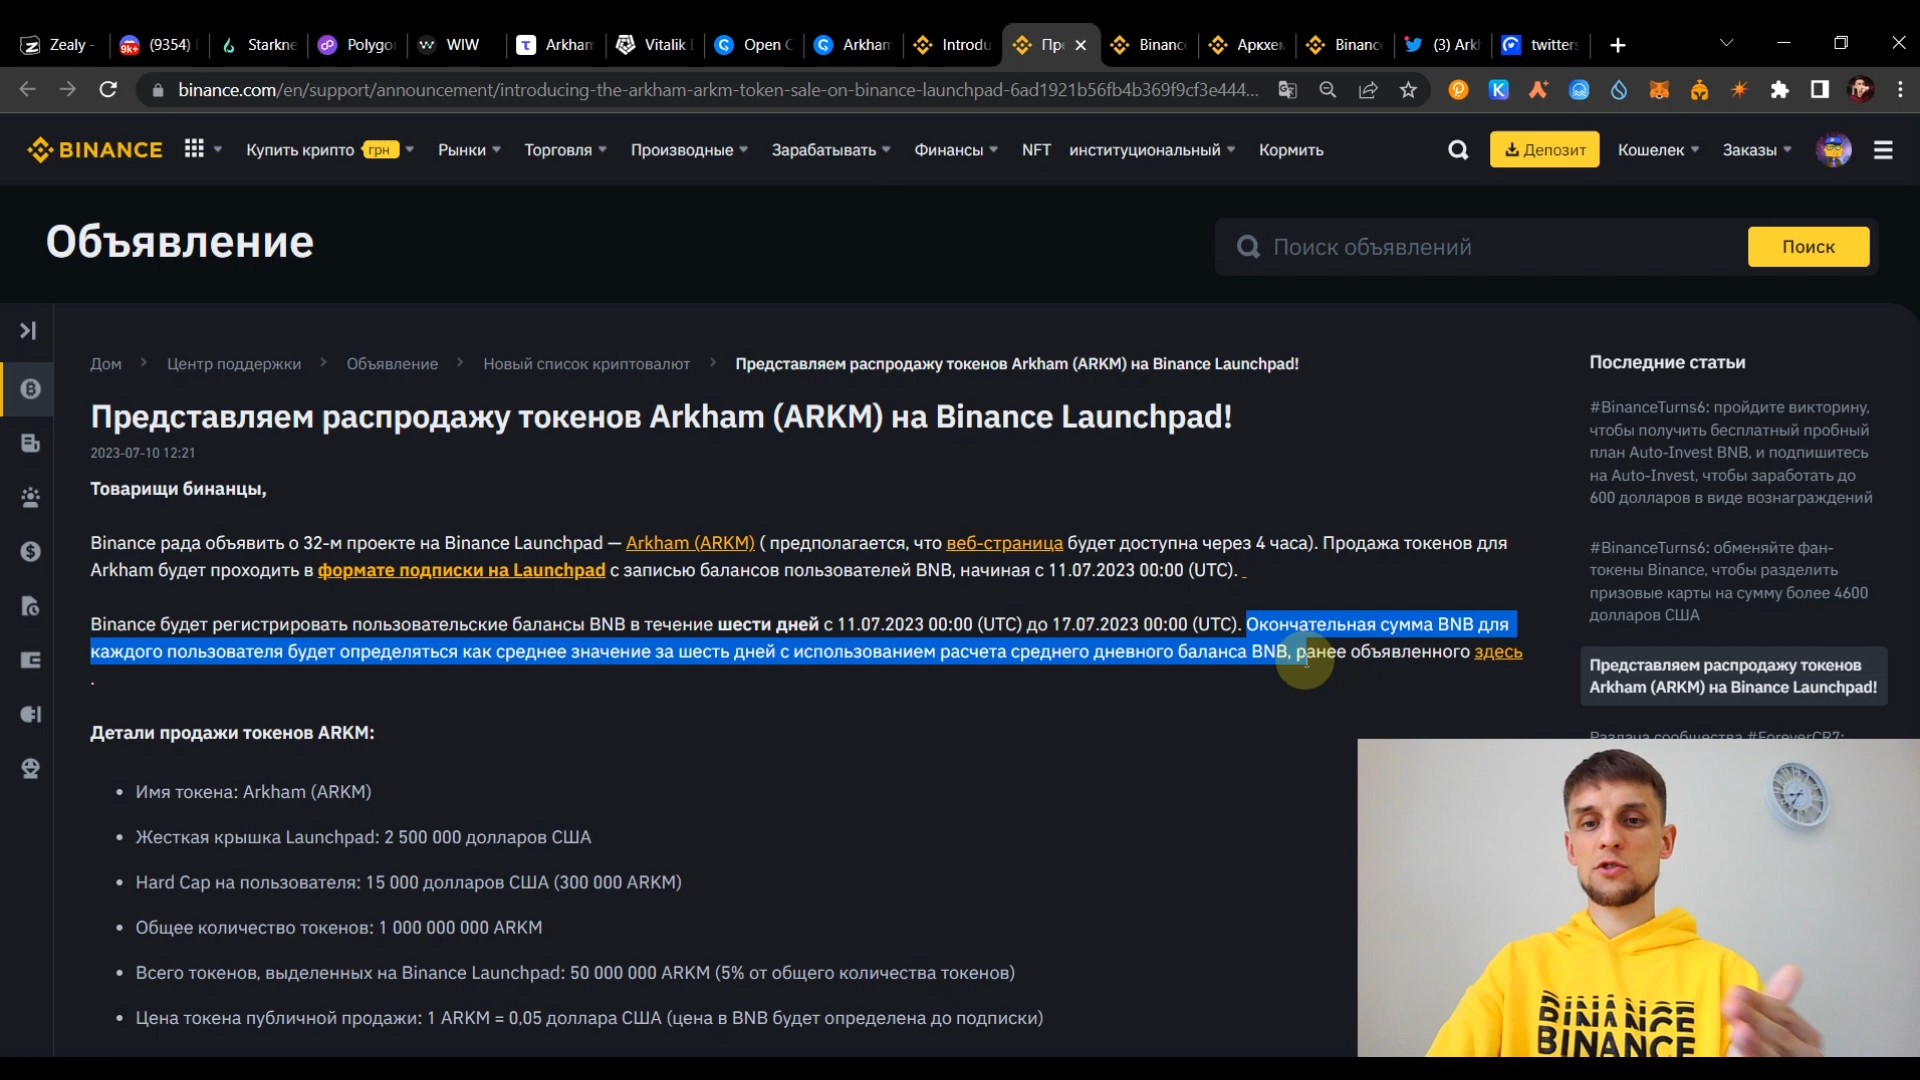 Zealy -
(9354)
Starkne
Polygo
WIW
Arkham
Vitalik
Open
Arkham
Introdu
Пр
Binanc
Аркхем
Binanc
(3) Ark
twitters
binance.com/en/support/announcement/introducing-the-arkham-arkm-token-sale-on-binance-launchpad-6ad1921b56fb4b369f9cf3e444...
BINANCE
Купить крипто грн
Рынки
Торговля
Производные
Зарабатывать
Финансы
NFT
институциональный
Кормить
Депозит
Кошелек
Заказы
Объявление
Поиск объявлений
Поиск
Дом > Центр поддержки > Объявление > Новый список криптовалют > Представляем распродажу токенов Arkham (ARKM) на Binance Launchpad!
Представляем распродажу токенов Arkham (ARKM) на Binance Launchpad!
2023-07-10 12:21
Товарищи бинанцы,
Binance рада объявить о 32-м проекте на Binance Launchpad — Arkham (ARKM) ( предполагается, что веб-страница будет доступна через 4 часа). Продажа токенов для
Arkham будет проходить в формате подписки на Launchpad с записью балансов пользователей BNB, начиная с 11.07.2023 00:00 (UTC).
Binance будет регистрировать пользовательские балансы BNB в течение шести дней с 11.07.2023 00:00 (UTC) до 17.07.2023 00:00 (UTC). Окончательная сумма BNB для
каждого пользователя будет определяться как среднее значение за шесть дней с использованием расчета среднего дневного баланса BNB, ранее объявленного здесь
.
Детали продажи токенов ARKM:
• Имя токена: Arkham (ARKM)
• Жесткая крышка Launchpad: 2 500 000 долларов США
• Hard Cap на пользователя: 15 000 долларов США (300 000 ARKM)
• Общее количество токенов: 1 000 000 000 ARKM
• Всего токенов, выделенных на Binance Launchpad: 50 000 000 ARKM (5% от общего количества токенов)
• Цена токена публичной продажи: 1 ARKM = 0,05 доллара США (цена в BNB будет определена до подписки)
Последние статьи
#BinanceTurns6: пройдите викторину,
чтобы получить бесплатный пробный
план Auto-Invest BNB, и подпишитесь
на Auto-Invest, чтобы заработать до
600 долларов в виде вознаграждений
#BinanceTurns6: обменяйте фан-
токены Binance, чтобы разделить
призовые карты на сумму более 4600
долларов США
Представляем распродажу токенов
Arkham (ARKM) на Binance Launchpad!
Раздача сообщества #ForeverCR7:
BINANCE
BINANCE